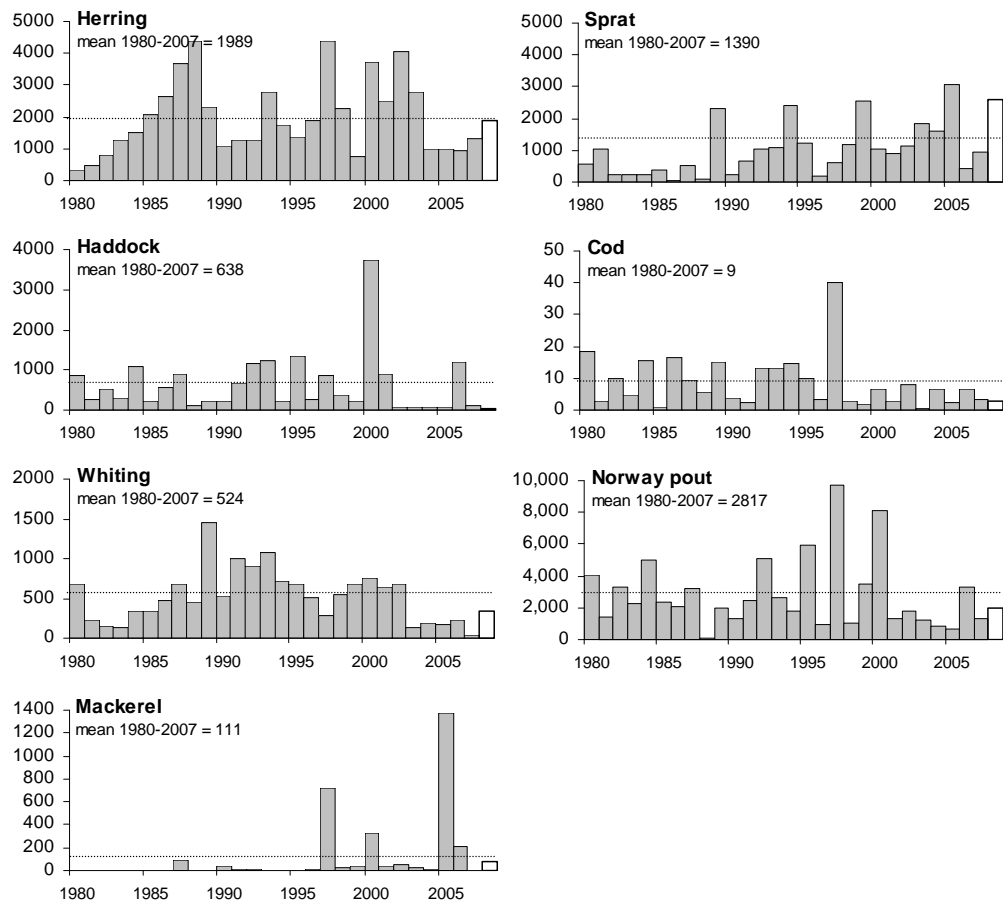 Herring
mean 1980-2007 = 1989
5000
4000
3000
2000
1000
0
1980 1985 1990 1995 2000 2005
Sprat
mean 1980-2007 = 1390
5000
4000
3000
2000
1000
0
1980 1985 1990 1995 2000 2005
Haddock
mean 1980-2007 = 638
4000
3000
2000
1000
0
1980 1985 1990 1995 2000 2005
Cod
mean 1980-2007 = 9
50
40
30
20
10
0
1980 1985 1990 1995 2000 2005
Whiting
mean 1980-2007 = 524
2000
1500
1000
500
0
1980 1985 1990 1995 2000 2005
Norway pout
mean 1980-2007 = 2817
10,000
8,000
6,000
4,000
2,000
0
1980 1985 1990 1995 2000 2005
Mackerel
mean 1980-2007 = 111
1400
1200
1000
800
600
400
200
0
1980 1985 1990 1995 2000 2005